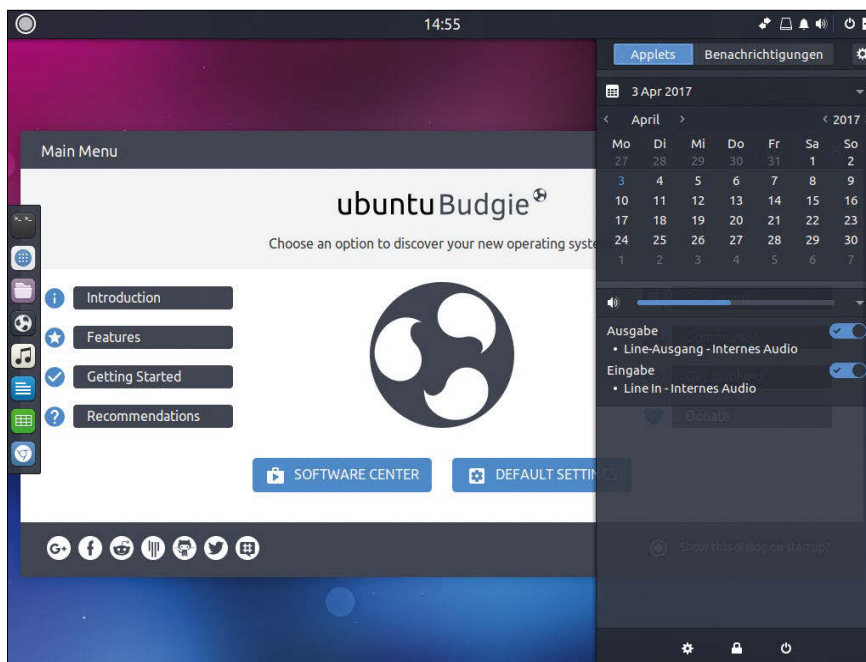 14:55
Applets Benachrichtigungen
3 Apr 2017
< April > < 2017
Mo Di Mi Do Fr Sa So
27 28 29 30 31 1 2
3 4 5 6 7 8 9
10 11 12 13 14 15 16
17 18 19 20 21 22 23
24 25 26 27 28 29 30
1 2 3 4 5 6 7
Ausgabe
• Line-Ausgang - Internes Audio
Eingabe
• Line In - Internes Audio
Main Menu
ubuntu Budgie
Choose an option to discover your new operating syste
Introduction
Features
Getting Started
Recommendations
Donate
SOFTWARE CENTER
DEFAULT SETTINGS
G+
Show this dialog on startup?